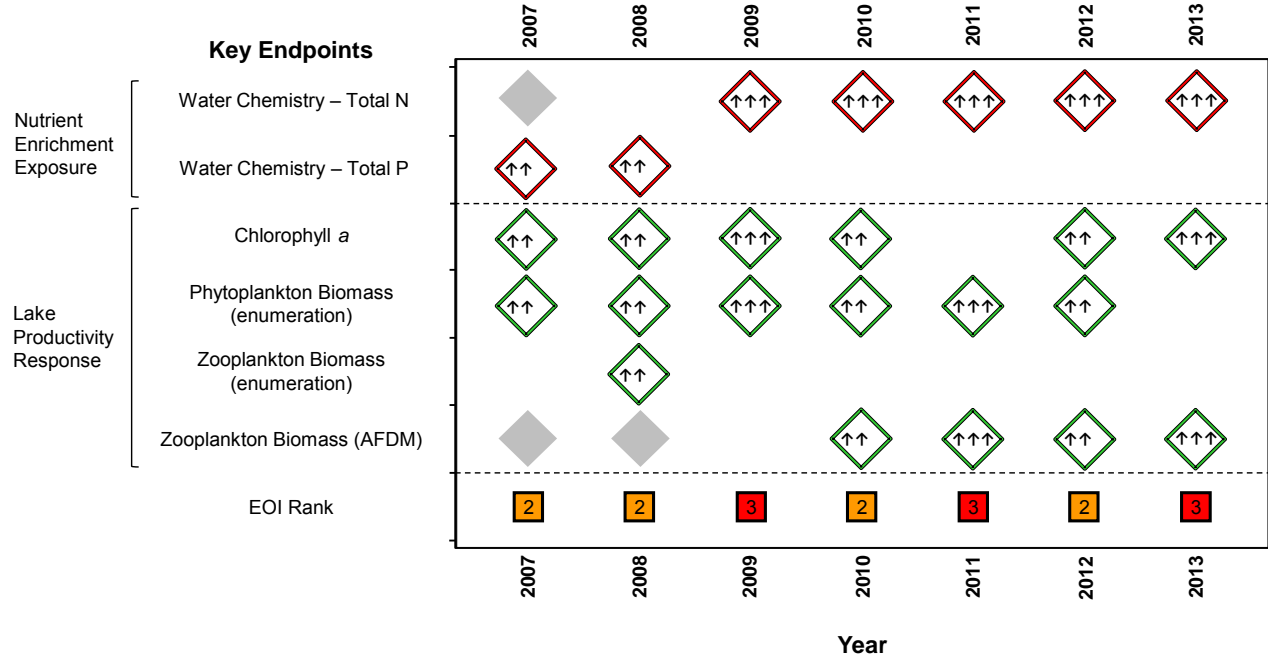 2007 2008 2009 2010 2011 2012 2013
Key Endpoints
Nutrient
Enrichment
Exposure
Water Chemistry – Total N ↑↑↑ ↑↑↑ ↑↑↑ ↑↑↑ ↑↑↑
Water Chemistry – Total P ↑↑ ↑↑
Lake
Productivity
Response
Chlorophyll a ↑↑ ↑↑ ↑↑↑ ↑↑ ↑↑ ↑↑↑
Phytoplankton Biomass
(enumeration) ↑↑ ↑↑ ↑↑↑ ↑↑ ↑↑↑ ↑↑
Zooplankton Biomass
(enumeration) ↑↑
Zooplankton Biomass (AFDM) ↑↑ ↑↑↑ ↑↑ ↑↑↑
EOI Rank 2 2 3 2 3 2 3
2007 2008 2009 2010 2011 2012 2013
Year